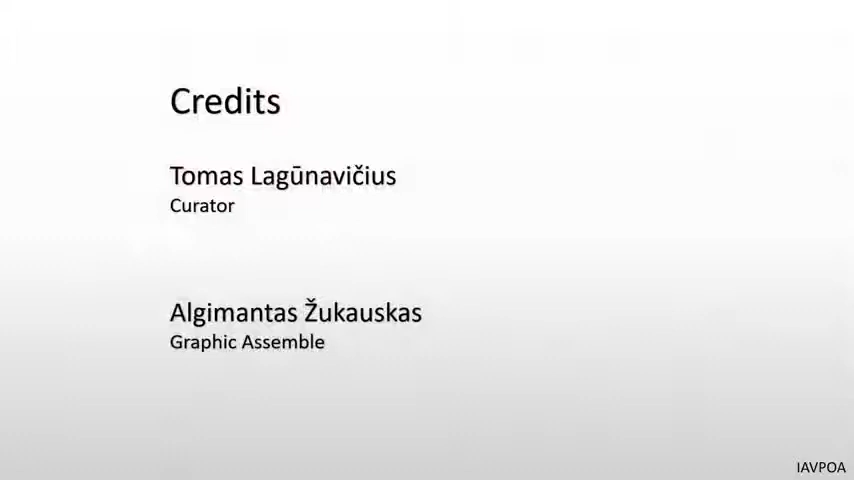 Credits
Tomas Lagūnavičius
Curator
Algimantas Žukauskas
Graphic Assemble
IAVPOA